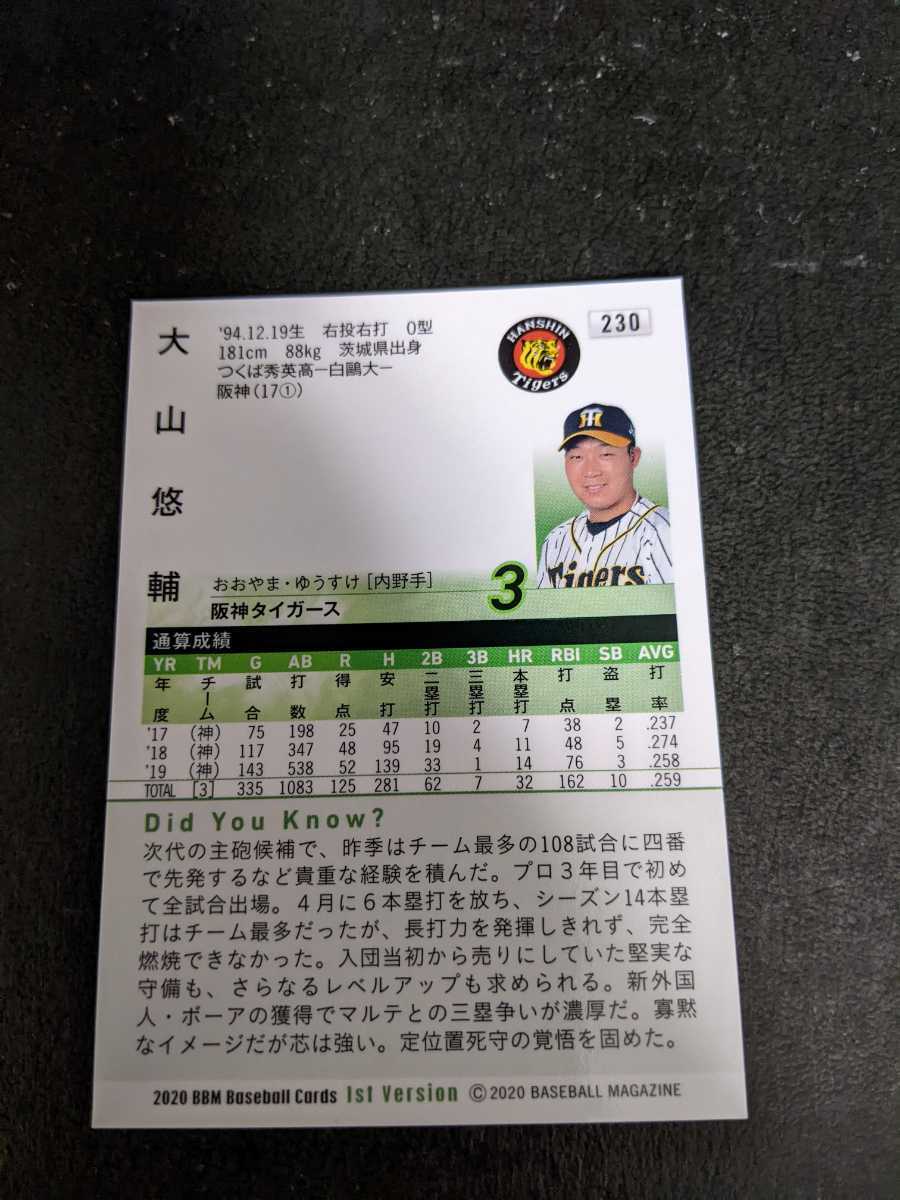 大山悠輔
'94.12.19生 右投右打 O型
181cm 88kg 茨城県出身
つくば秀英高ー白鷗大ー
阪神(17①)
HANSHIN
Tigers
230
Tigers
おおやま・ゆうすけ[内野手]
阪神タイガース
3
通算成績
YR TM G AB R H 2B 3B HR RBI SB AVG
年度 チーム 試合 打数 得点 安打 二塁打 三塁打 本塁打 打点 盗塁 打率
'17 (神) 75 198 25 47 10 2 7 38 2 .237
'18 (神) 117 347 48 95 19 4 11 48 5 .274
'19 (神) 143 538 52 139 33 1 14 76 3 .258
TOTAL [3] 335 1083 125 281 62 7 32 162 10 .259
Did You Know?
次代の主砲候補で、昨季はチーム最多の108試合に四番
で先発するなど貴重な経験を積んだ。プロ3年目で初め
て全試合出場。4月に6本塁打を放ち、シーズン14本塁
打はチーム最多だったが、長打力を発揮しきれず、完全
燃焼できなかった。入団当初から売りにしていた堅実な
守備も、さらなるレベルアップも求められる。新外国
人・ボーアの獲得でマルテとの三塁争いが濃厚だ。寡黙
なイメージだが芯は強い。定位置死守の覚悟を固めた。
2020 BBM Baseball Cards 1st Version ©2020 BASEBALL MAGAZINE